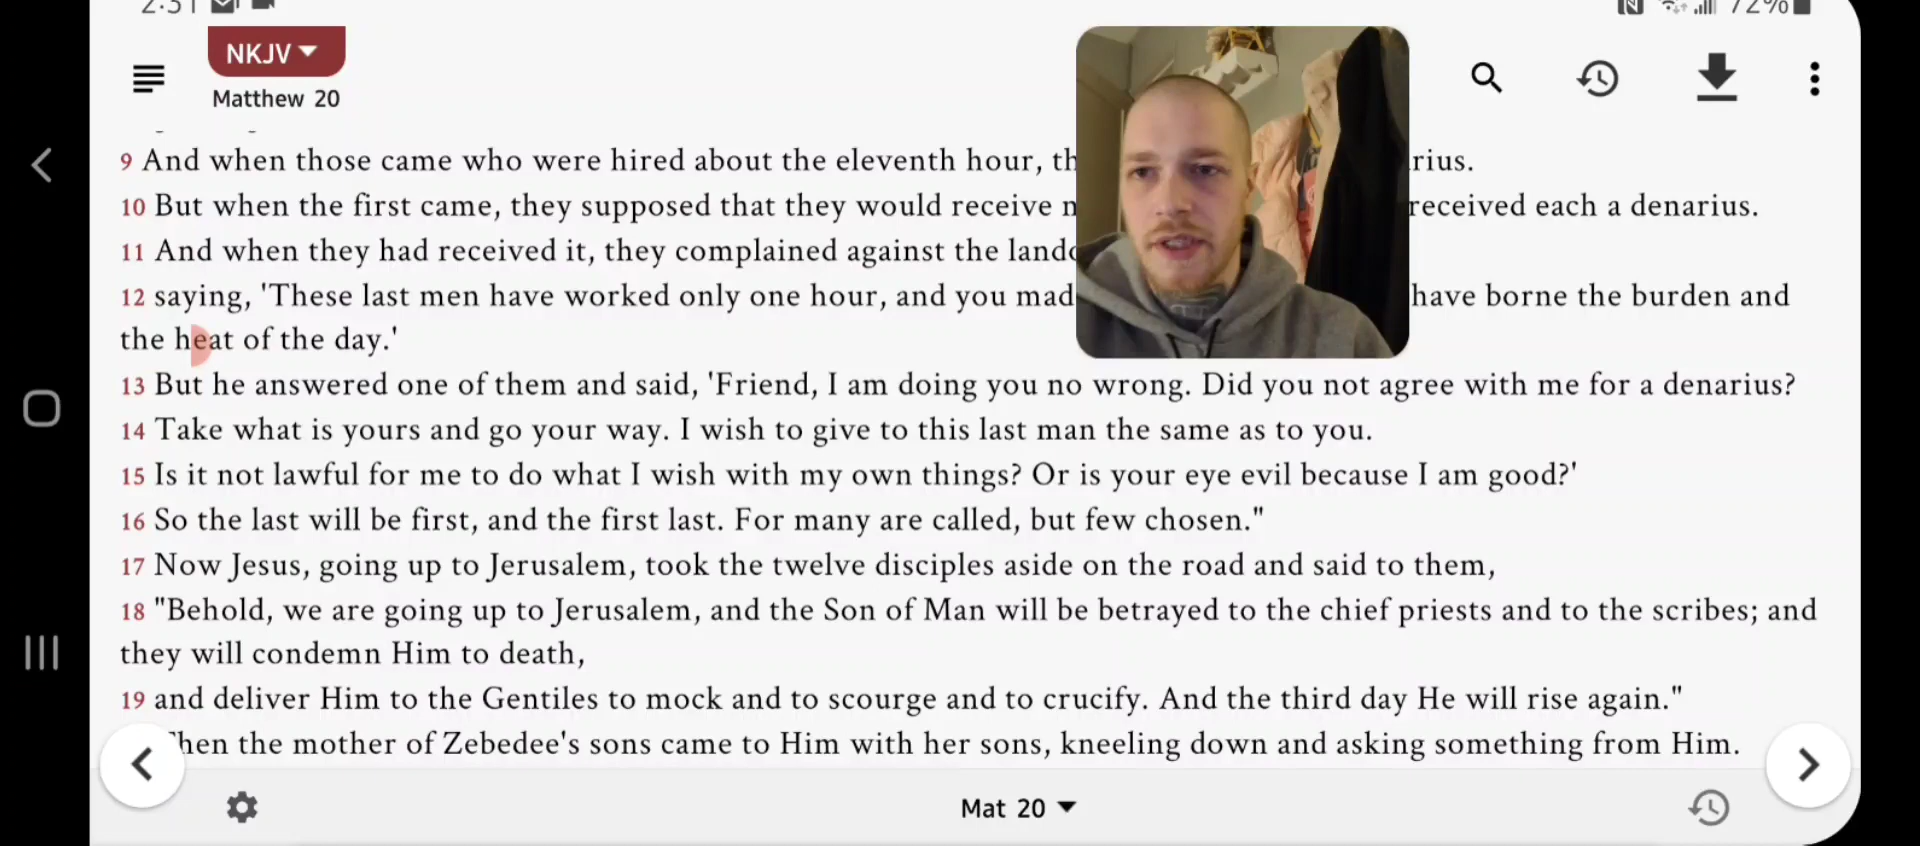 2:31 72%
NKJV
Matthew 20
9 And when those came who were hired about the eleventh hour, th rius.
10 But when the first came, they supposed that they would receive received each a denarius.
11 And when they had received it, they complained against the
12 saying, 'These last men have worked only one hour, and you have borne the burden and
the heat of the day.'
13 But he answered one of them and said, 'Friend, I am doing you no wrong. Did you not agree with me for a denarius?
14 Take what is yours and go your way. I wish to give to this last man the same as to you.
15 Is it not lawful for me to do what I wish with my own things? Or is your eye evil because I am good?'
16 So the last will be first, and the first last. For many are called, but few chosen."
17 Now Jesus, going up to Jerusalem, took the twelve disciples aside on the road and said to them,
18 "Behold, we are going up to Jerusalem, and the Son of Man will be betrayed to the chief priests and to the scribes; and
they will condemn Him to death,
19 and deliver Him to the Gentiles to mock and to scourge and to crucify. And the third day He will rise again."
hen the mother of Zebedee's sons came to Him with her sons, kneeling down and asking something from Him.
Mat 20